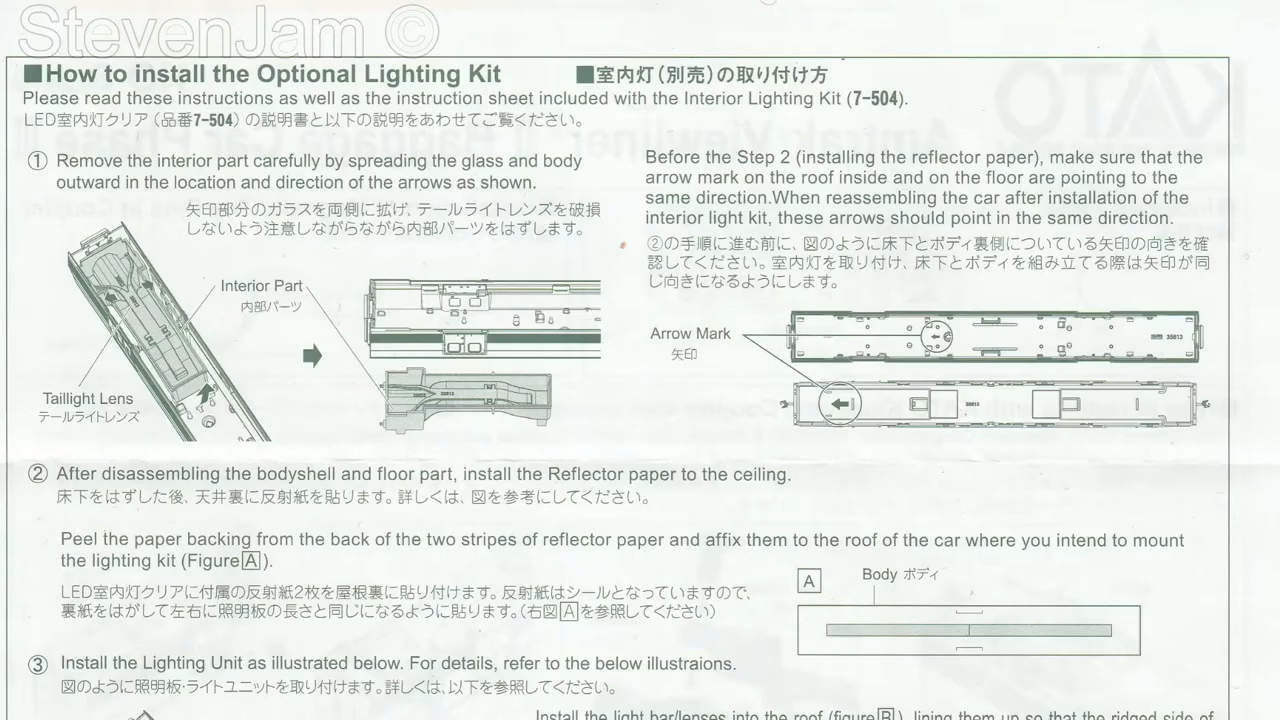 StevenJam ©
■How to install the Optional Lighting Kit
■室内灯（別売）の取り付け方
Please read these instructions as well as the instruction sheet included with the Interior Lighting Kit (7-504).
LED室内灯クリア（品番7-504）の説明書と以下の説明をあわせてご覧ください。
① Remove the interior part carefully by spreading the glass and body
outward in the location and direction of the arrows as shown.
矢印部分のガラスを両側に拡げ、テールライトレンズを破損
しないよう注意しながらながら内部パーツをはずします。
Interior Part
内部パーツ
Taillight Lens
テールライトレンズ
Before the Step 2 (installing the reflector paper), make sure that the
arrow mark on the roof inside and on the floor are pointing to the
same direction.When reassembling the car after installation of the
interior light kit, these arrows should point in the same direction.
②の手順に進む前に、図のように床下とボディ裏側についている矢印の向きを確
認してください。室内灯を取り付け、床下とボディを組み立てる際は矢印が同
じ向きになるようにします。
Arrow Mark
矢印
35813
② After disassembling the bodyshell and floor part, install the Reflector paper to the ceiling.
床下をはずした後、天井裏に反射紙を貼ります。詳しくは、図を参考にしてください。
Peel the paper backing from the back of the two stripes of reflector paper and affix them to the roof of the car where you intend to mount
the lighting kit (Figure A).
LED室内灯クリアに付属の反射紙2枚を屋根裏に貼り付けます。反射紙はシールとなっていますので、
裏紙をはがして左右に照明板の長さと同じになるように貼ります。（右図Aを参照してください）
A
Body ボディ
③ Install the Lighting Unit as illustrated below. For details, refer to the below illustraions.
図のように照明板・ライトユニットを取り付けます。詳しくは、以下を参照してください。
Install the light bar/lenses into the roof (figure B), lining them up so that the ridged side of
KATO
Amtrak Viewliner II Baggage Car Phase III